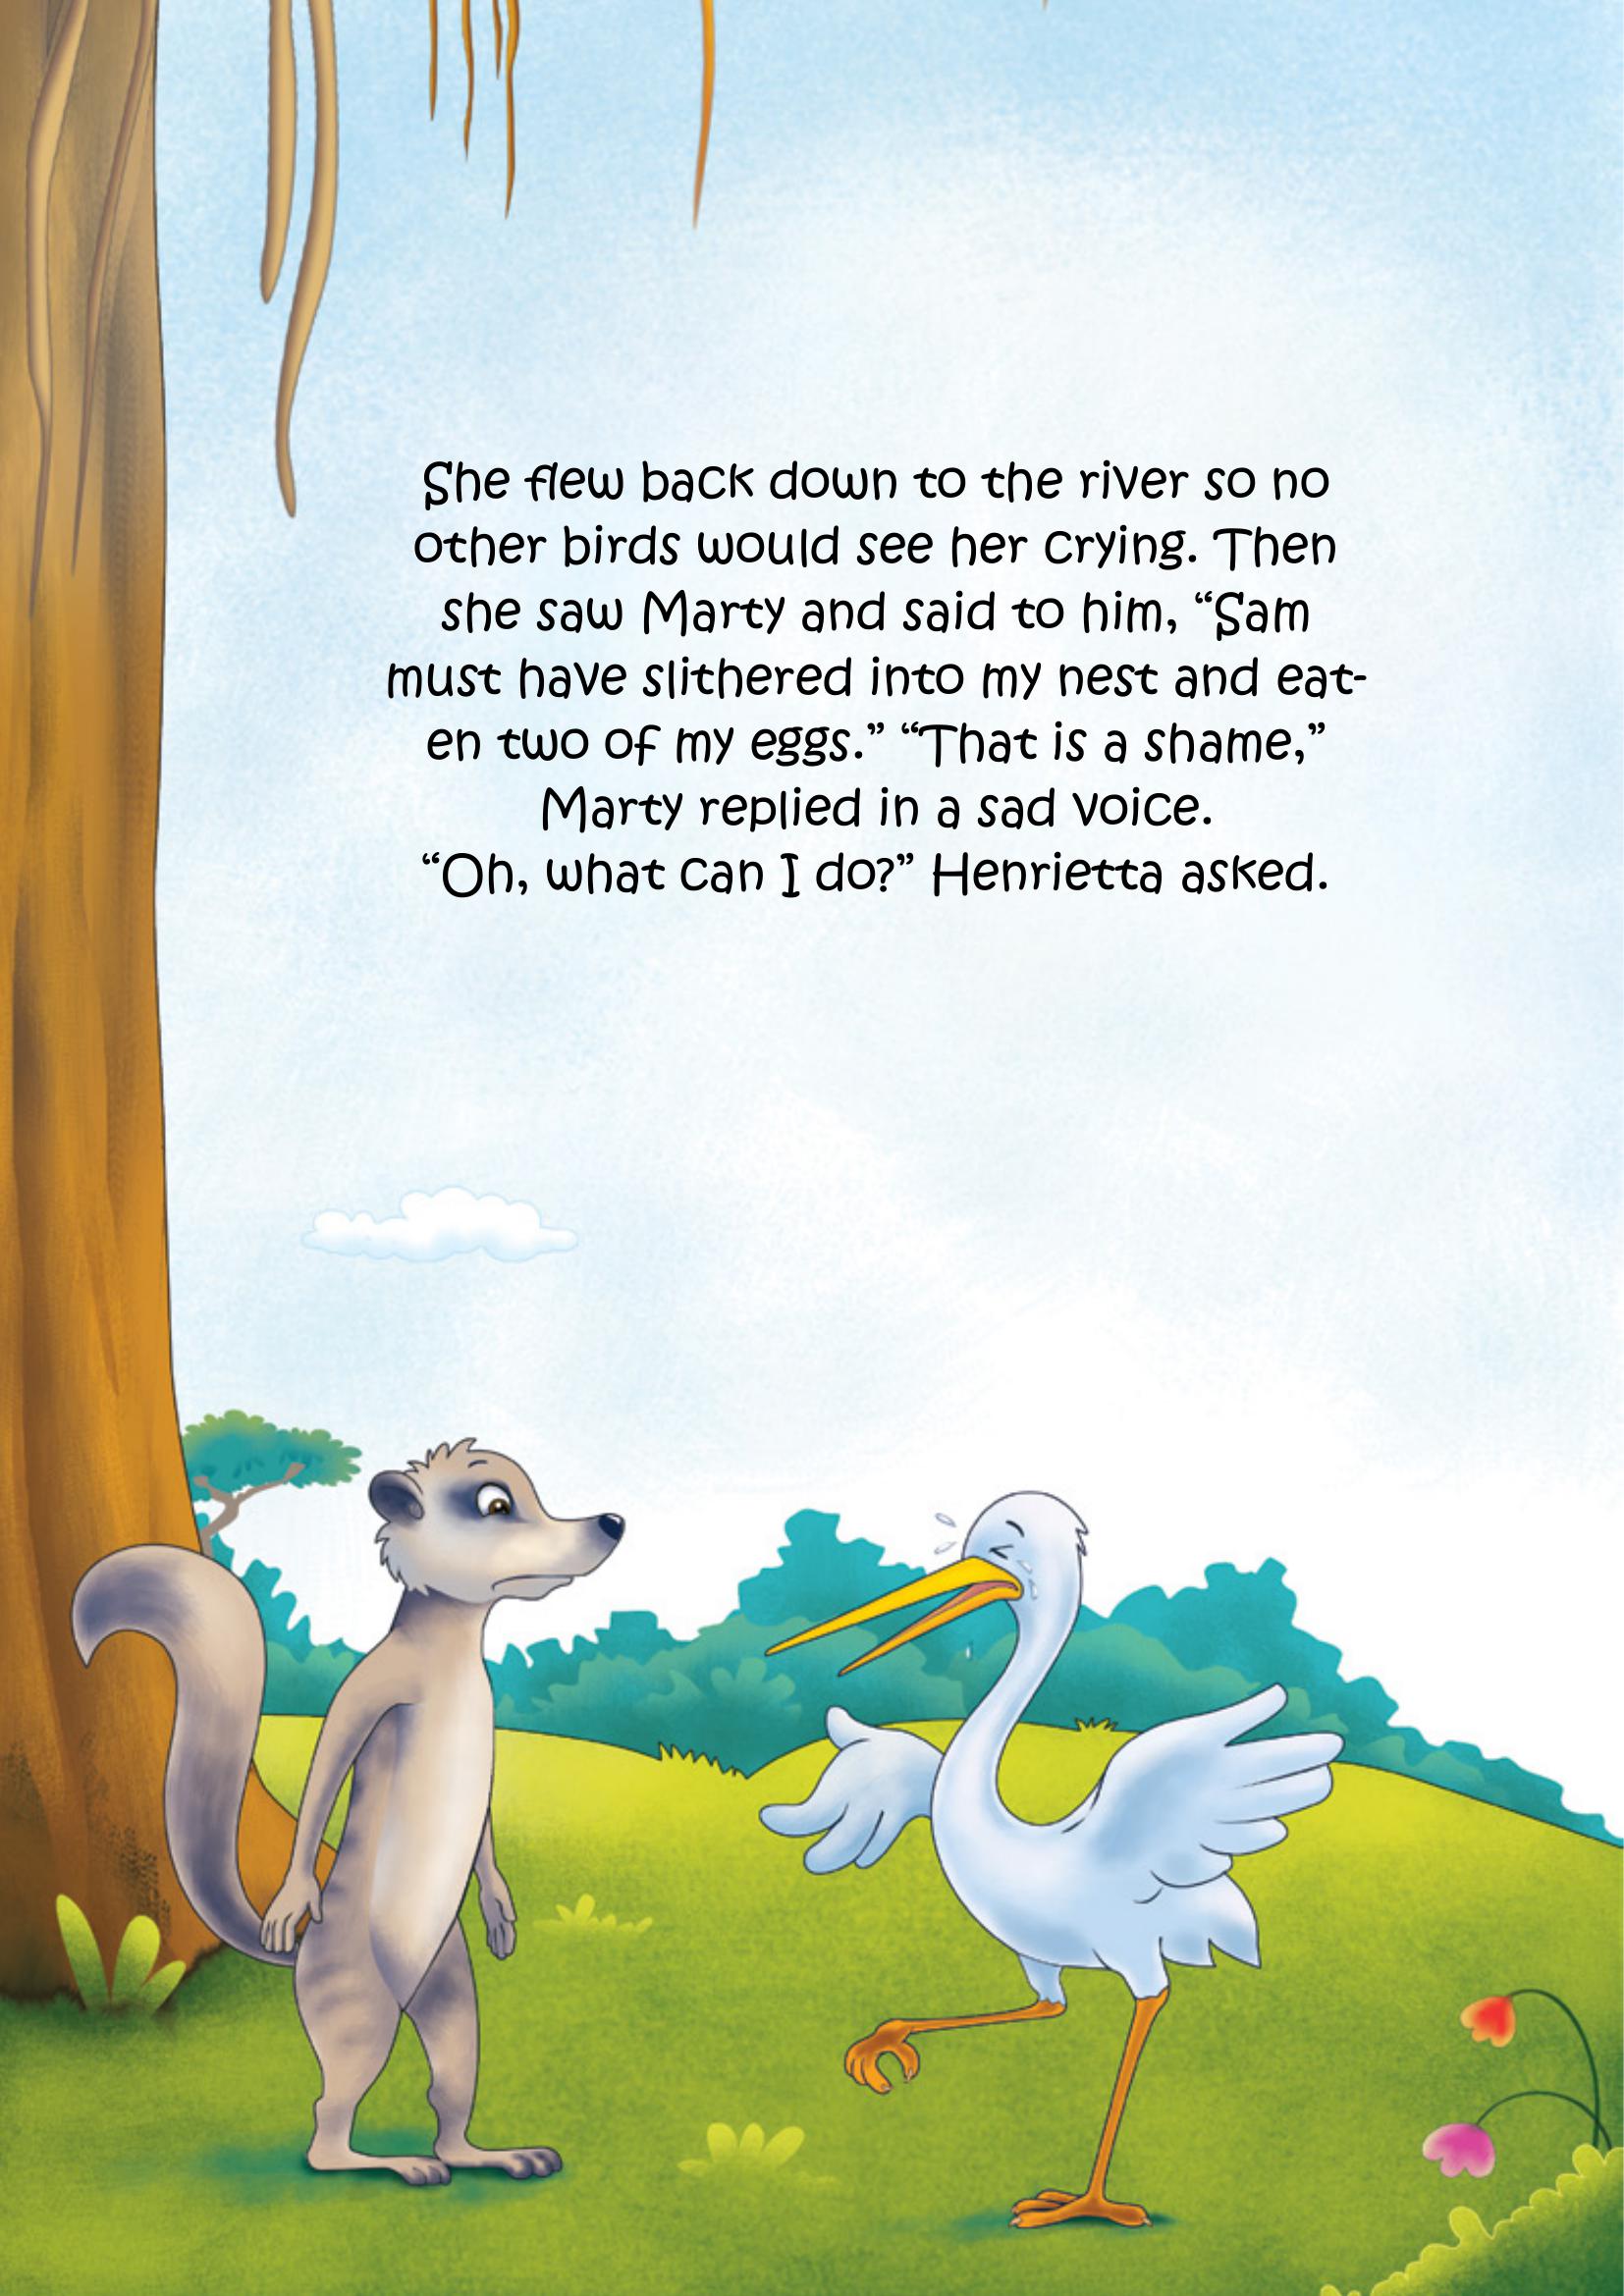 She flew back down to the river so no
other birds would see her crying. Then
she saw Marty and said to him, “Sam
must have slithered into my nest and eat-
en two of my eggs.” “That is a shame,”
Marty replied in a sad voice.
“Oh, what can I do?” Henrietta asked.